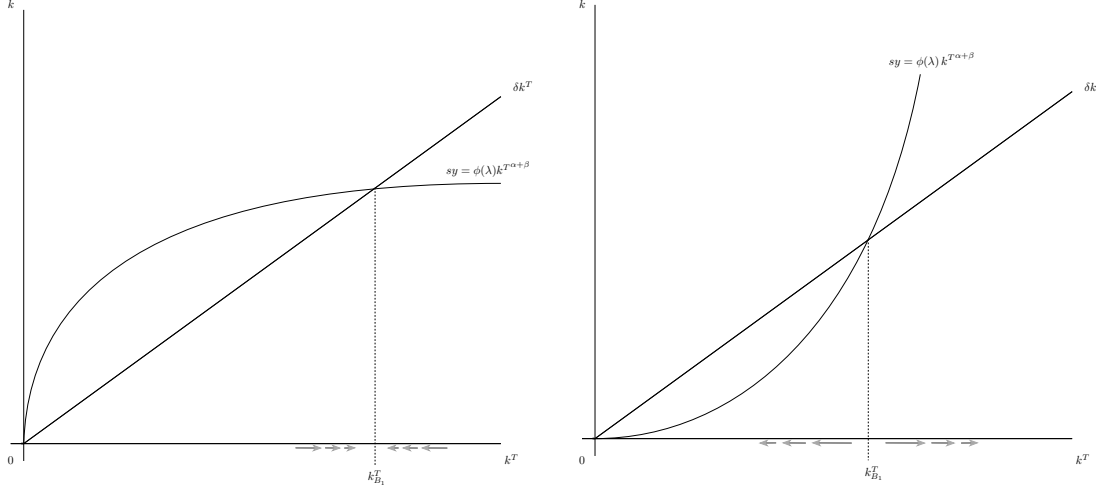 k
δk^T
sy = ϕ(λ)k^{T^{α+β}}
0
k^T
k^T_{B_1}
k
sy = ϕ(λ) k^{T^{α+β}}
δk
0
k^T
k^T_{B_1}